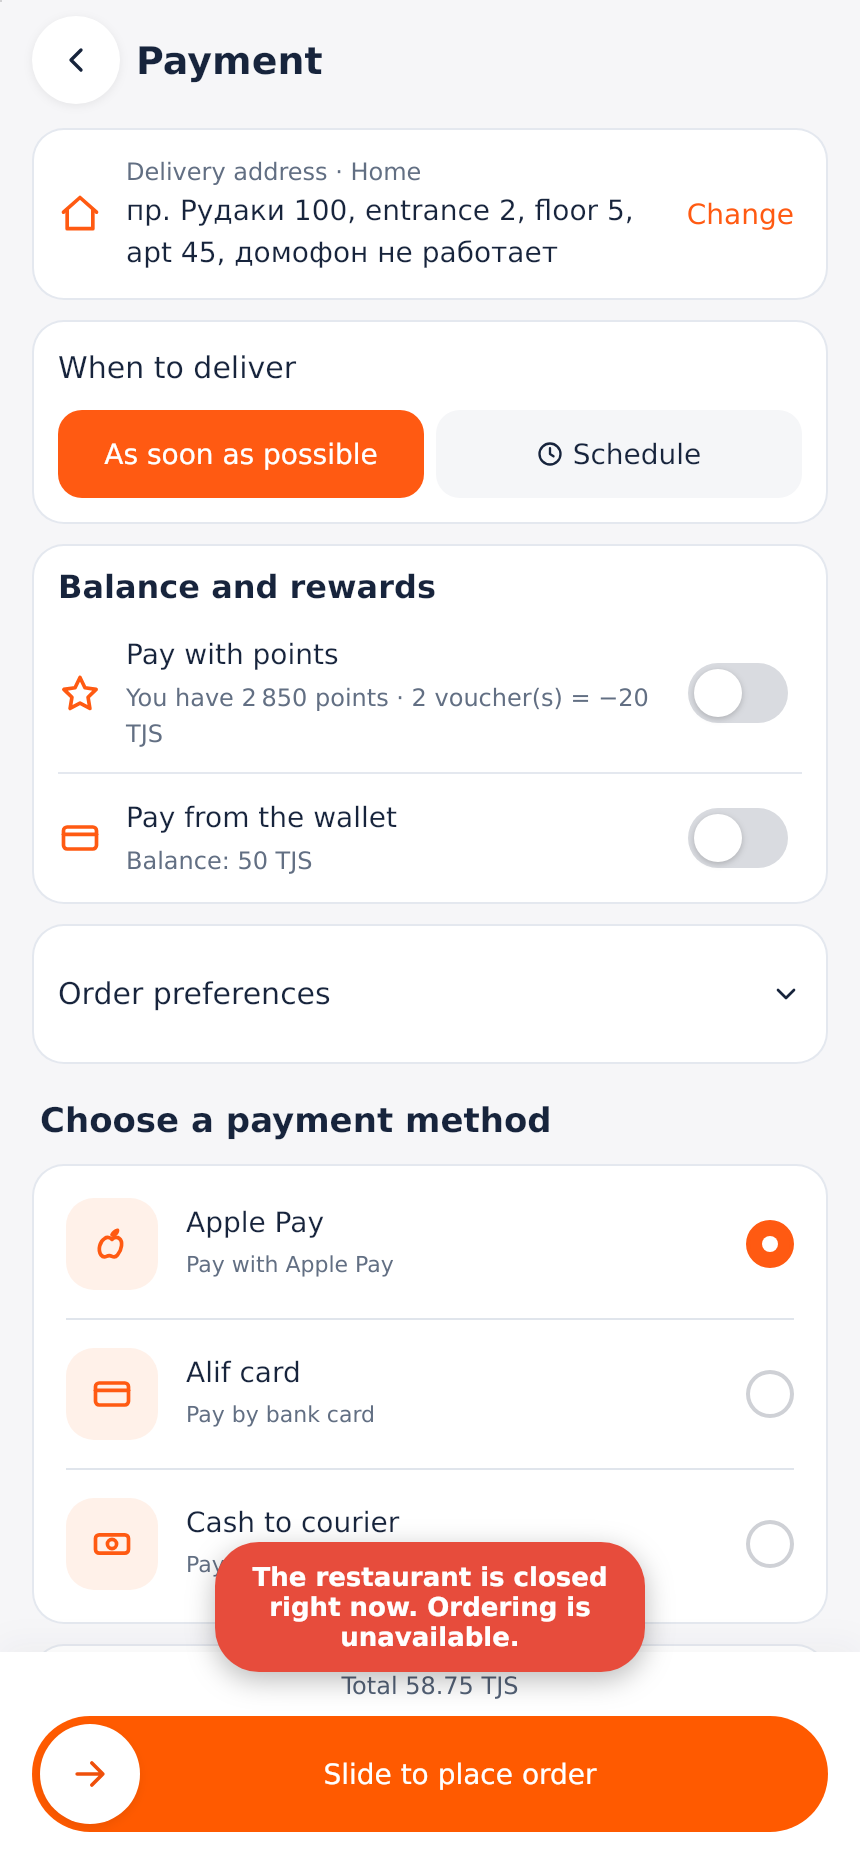 Payment
Delivery address · Home
пр. Рудаки 100, entrance 2, floor 5,
apt 45, домофон не работает
Change
When to deliver
As soon as possible
Schedule
Balance and rewards
Pay with points
You have 2 850 points · 2 voucher(s) = −20
TJS
Pay from the wallet
Balance: 50 TJS
Order preferences
Choose a payment method
Apple Pay
Pay with Apple Pay
Alif card
Pay by bank card
Cash to courier
Pay
The restaurant is closed
right now. Ordering is
unavailable.
Total 58.75 TJS
Slide to place order